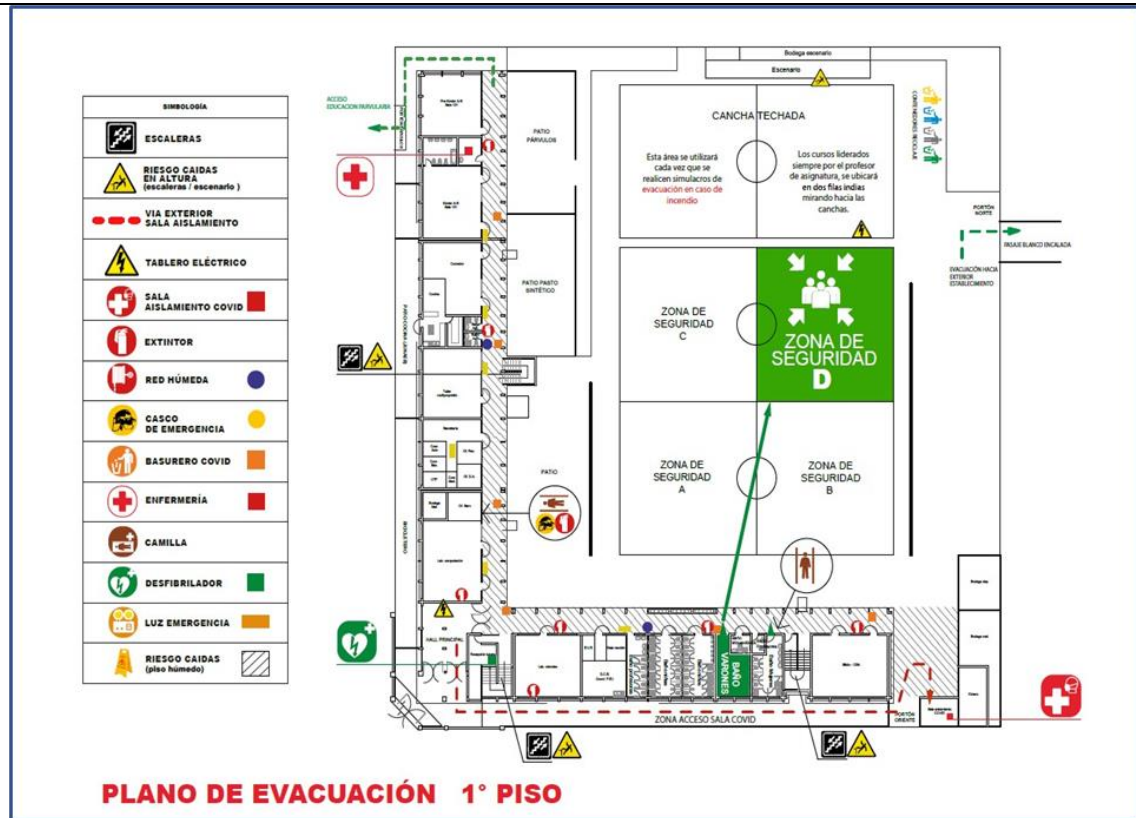 SIMBOLOGÍA
ESCALERAS
RIESGO CAIDAS
EN ALTURA
(escaleras / escenario )
VIA EXTERIOR
SALA AISLAMIENTO
TABLERO ELÉCTRICO
SALA
AISLAMIENTO COVID
EXTINTOR
RED HÚMEDA
CASCO
DE EMERGENCIA
BASURERO COVID
ENFERMERÍA
CAMILLA
DESFIBRILADOR
LUZ EMERGENCIA
RIESGO CAIDAS
(piso húmedo)
ACCESO
EDUCACION PARVULARIA
PATIO
PÁRVULOS
PATIO PASTO
SINTÉTICO
PATIO
HALL PRINCIPAL
Bodega escenario
Escenario
CANCHA TECHADA
Esta área se utilizará
cada vez que se
realicen simulacros de
evacuación en caso de
incendio
Los cursos liderados
siempre por el profesor
de asignatura, se ubicará
en dos filas indias
mirando hacia las
canchas.
CONTENEDORES RECICLAJE
PORTÓN
NORTE
PASAJE BLANCO ENCALADA
EVACUACIÓN HACIA
EXTERIOR
ESTABLECIMIENTO
ZONA DE
SEGURIDAD
C
ZONA DE
SEGURIDAD
D
ZONA DE
SEGURIDAD
A
ZONA DE
SEGURIDAD
B
BAÑO
VARONES
ZONA ACCESO SALA COVID
PORTÓN
ORIENTE
PLANO DE EVACUACIÓN 1° PISO